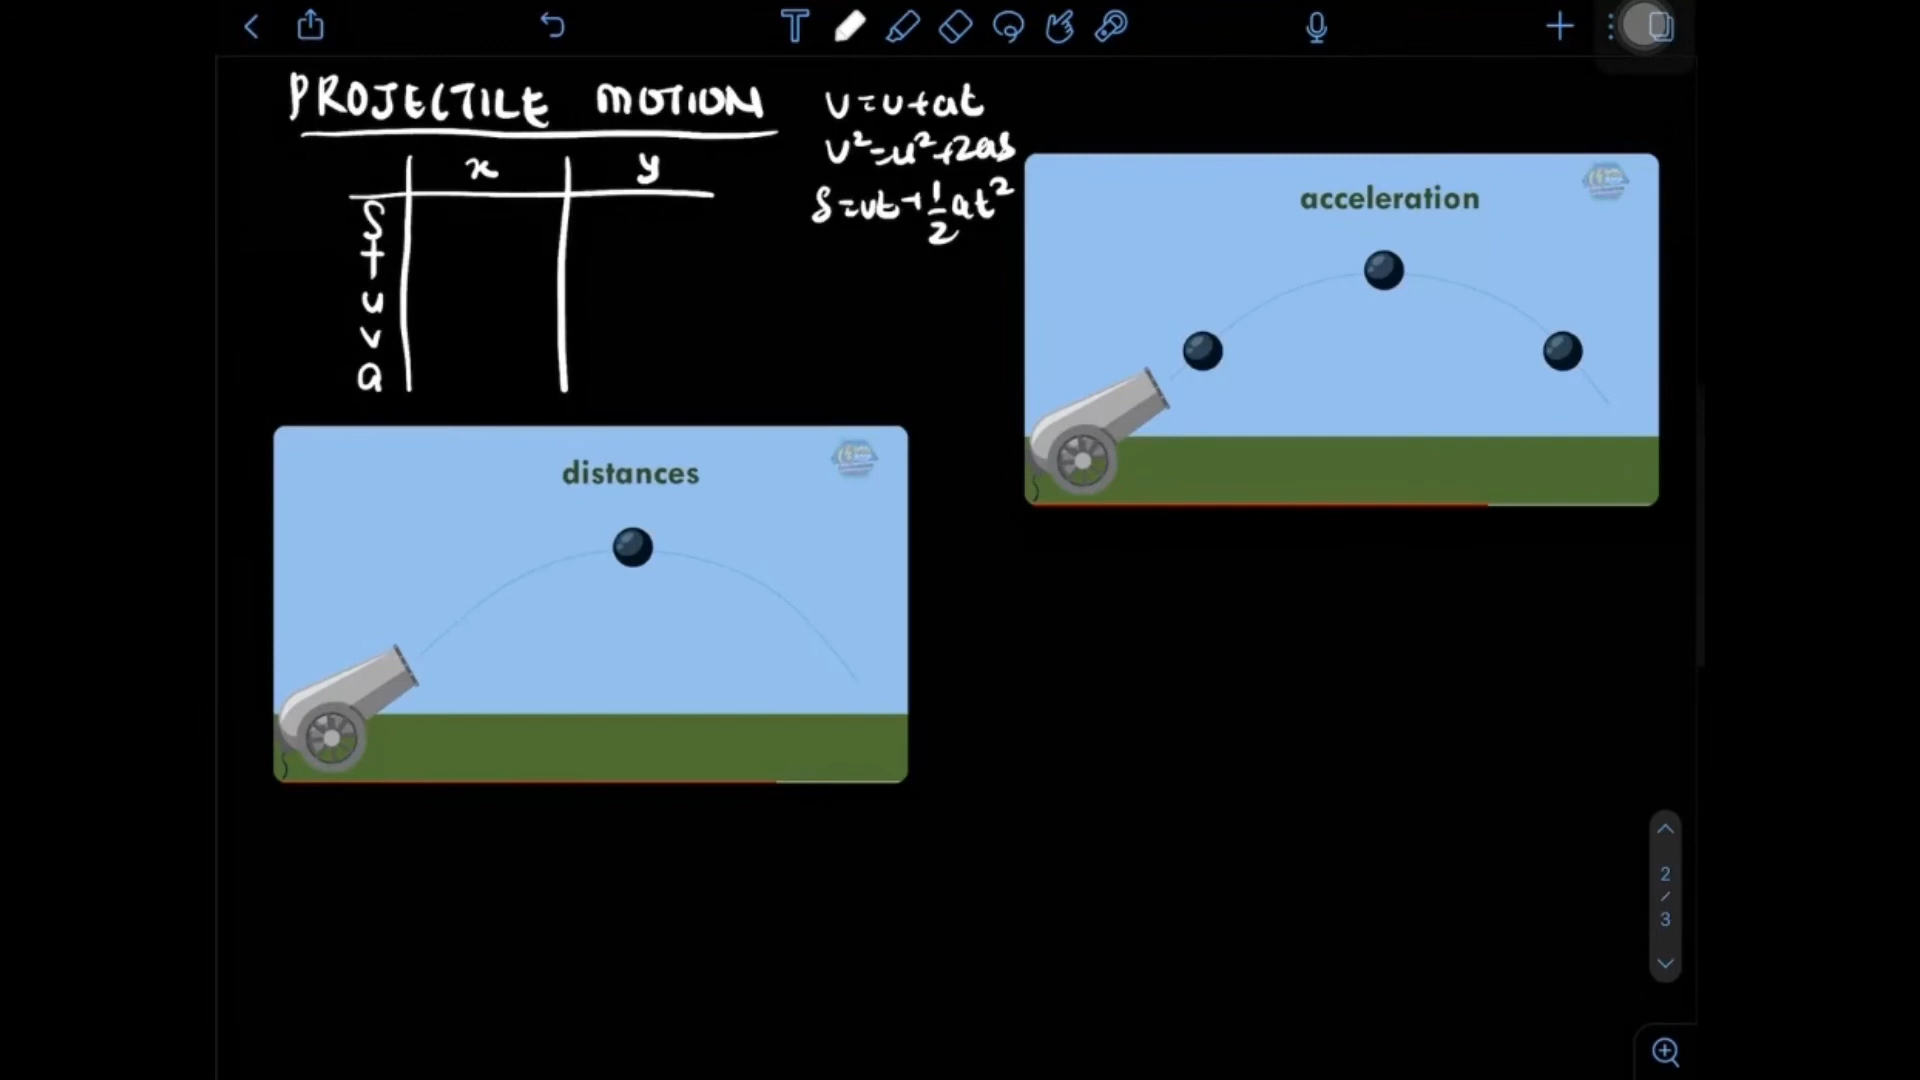 PROJECTILE MOTION
v=u+at
v²=u²+2as
s=ut+½at²
x y
S
t
u
v
a
acceleration
distances
2
/
3